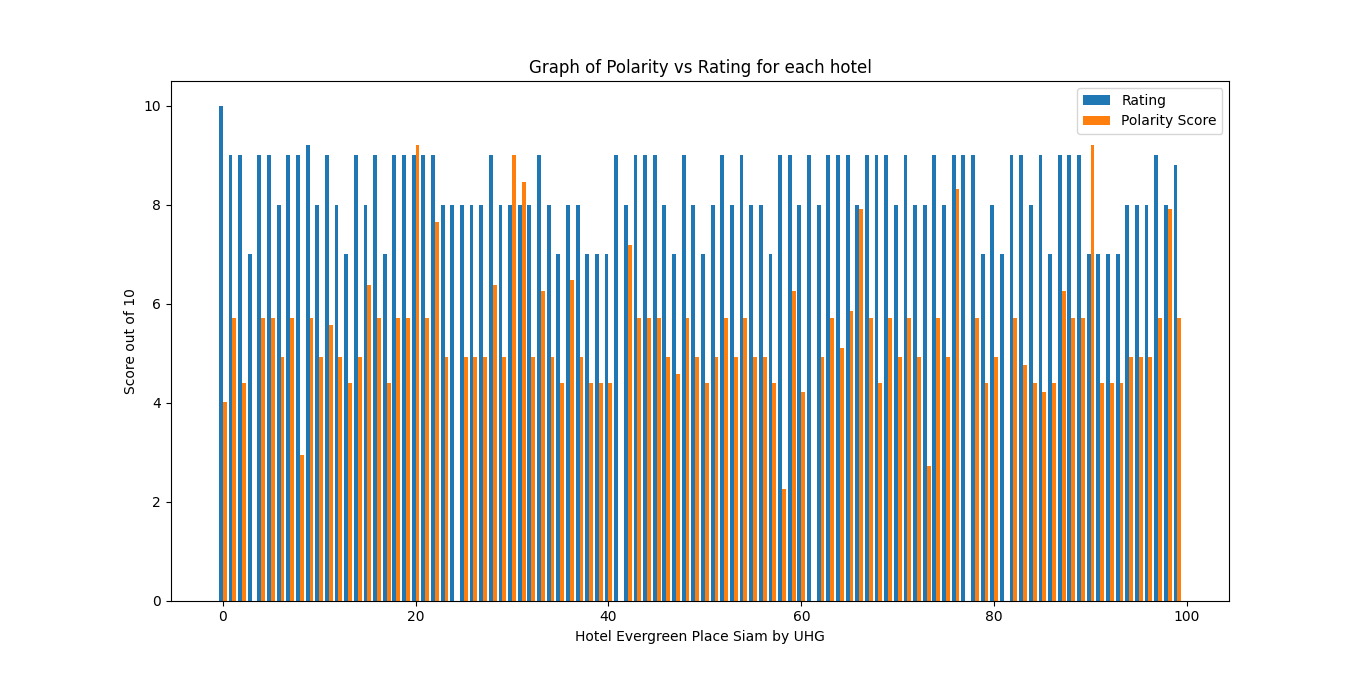 Graph of Polarity vs Rating for each hotel
Rating
Polarity Score
Score out of 10
10
8
6
4
2
0
0 20 40 60 80 100
Hotel Evergreen Place Siam by UHG